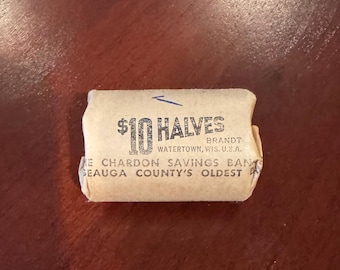 $10 HALVES
BRANDT
WATERTOWN, WIS. U.S.A.
E CHARDON SAVINGS BAN
EAUGA COUNTY'S OLDEST